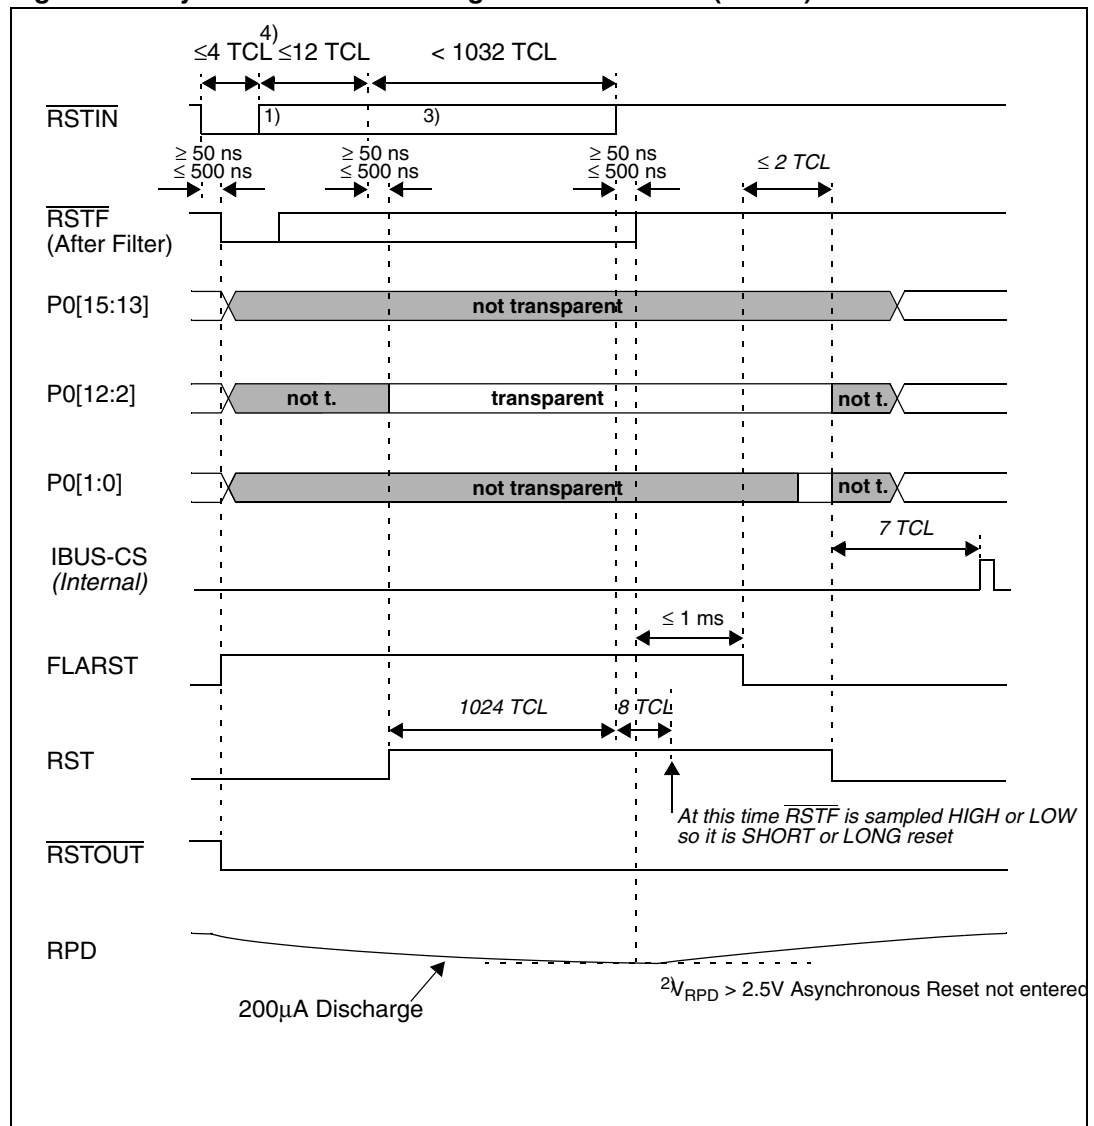 4)
≤4 TCL ≤12 TCL < 1032 TCL
RSTIN
1) 3)
≥ 50 ns ≥ 50 ns ≥ 50 ns
≤ 500 ns ≤ 500 ns ≤ 500 ns
≤ 2 TCL
RSTF
(After Filter)
P0[15:13] not transparent
P0[12:2] not t. transparent not t.
P0[1:0] not transparent not t.
7 TCL
IBUS-CS
(Internal)
≤ 1 ms
FLARST
1024 TCL 8 TCL
RST
At this time RSTF is sampled HIGH or LOW
so it is SHORT or LONG reset
RSTOUT
RPD
2) VRPD > 2.5V Asynchronous Reset not entered
200µA Discharge